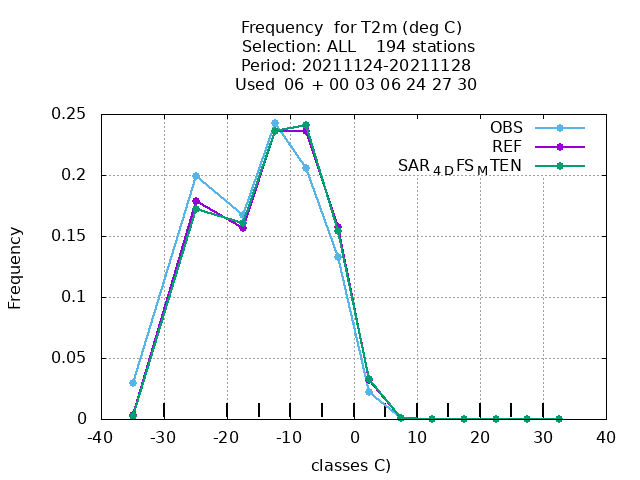 Frequency  for T2m (deg C)
Selection: ALL    194 stations
Period: 20211124-20211128
Used  06 + 00 03 06 24 27 30
OBS
REF
SAR4DFSMTEN
0.25
0.2
0.15
0.1
0.05
0
Frequency
-40 -30 -20 -10 0 10 20 30 40
classes C)